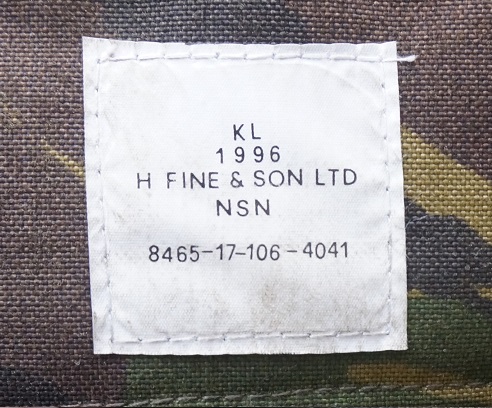 KL
1996
H FINE & SON LTD
NSN
8465-17-106-4041